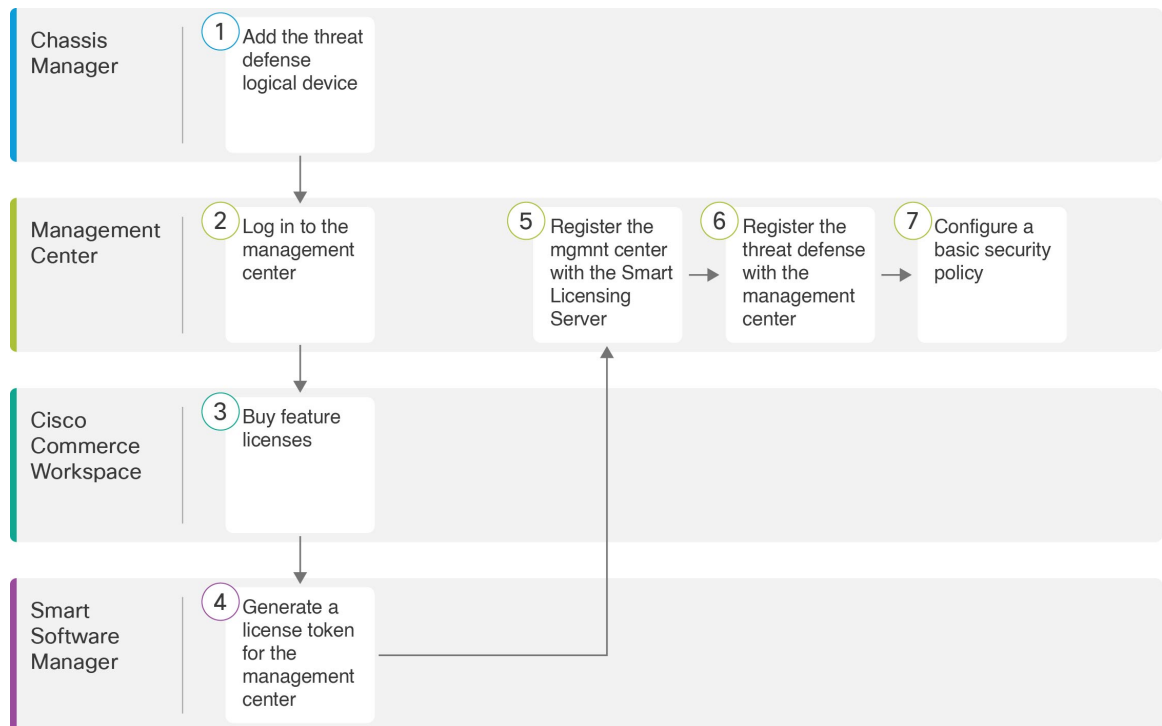 Chassis
Manager
1
Add the threat
defense
logical device
Management
Center
2
Log in to the
management
center
5
Register the
mgmnt center
with the Smart
Licensing
Server
6
Register the
threat defense
with the
management
center
7
Configure a
basic security
policy
Cisco
Commerce
Workspace
3
Buy feature
licenses
Smart
Software
Manager
4
Generate a
license token
for the
management
center